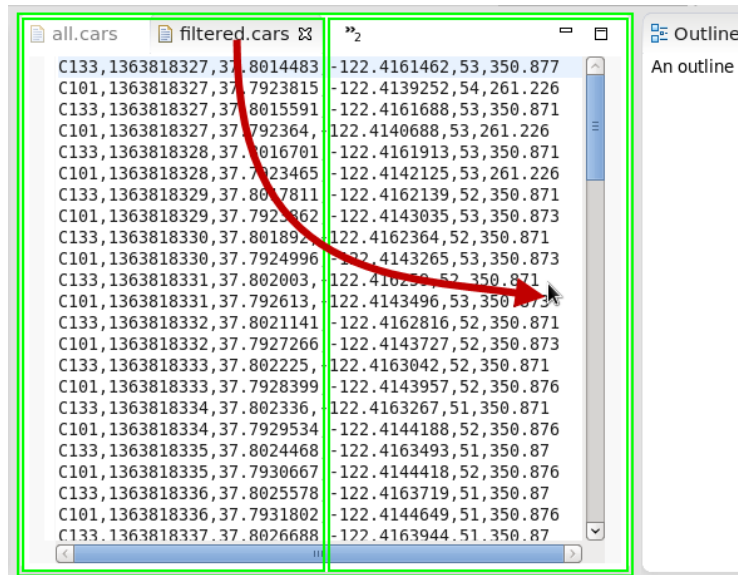 all.cars
filtered.cars
»2
Outline
An outline
C133,1363818327,37.8014483,-122.4161462,53,350.877
C101,1363818327,37.7923815,-122.4139252,54,261.226
C133,1363818327,37.8015591,-122.4161688,53,350.871
C101,1363818327,37.792364,-122.4140688,53,261.226
C133,1363818328,37.8016701,-122.4161913,53,350.871
C101,1363818328,37.7923465,-122.4142125,53,261.226
C133,1363818329,37.8017811,-122.4162139,52,350.871
C101,1363818329,37.7923862,-122.4143035,53,350.873
C133,1363818330,37.801892,-122.4162364,52,350.871
C101,1363818330,37.7924996,-122.4143265,53,350.873
C133,1363818331,37.802003,-122.416259,52,350.871
C101,1363818331,37.792613,-122.4143496,53,350.873
C133,1363818332,37.8021141,-122.4162816,52,350.871
C101,1363818332,37.7927266,-122.4143727,52,350.873
C133,1363818333,37.802225,-122.4163042,52,350.871
C101,1363818333,37.7928399,-122.4143957,52,350.876
C133,1363818334,37.802336,-122.4163267,51,350.871
C101,1363818334,37.7929534,-122.4144188,52,350.876
C133,1363818335,37.8024468,-122.4163493,51,350.87
C101,1363818335,37.7930667,-122.4144418,52,350.876
C133,1363818336,37.8025578,-122.4163719,51,350.87
C101,1363818336,37.7931802,-122.4144649,51,350.876
C133,1363818337,37.8026688,-122.4163944,51,350.87